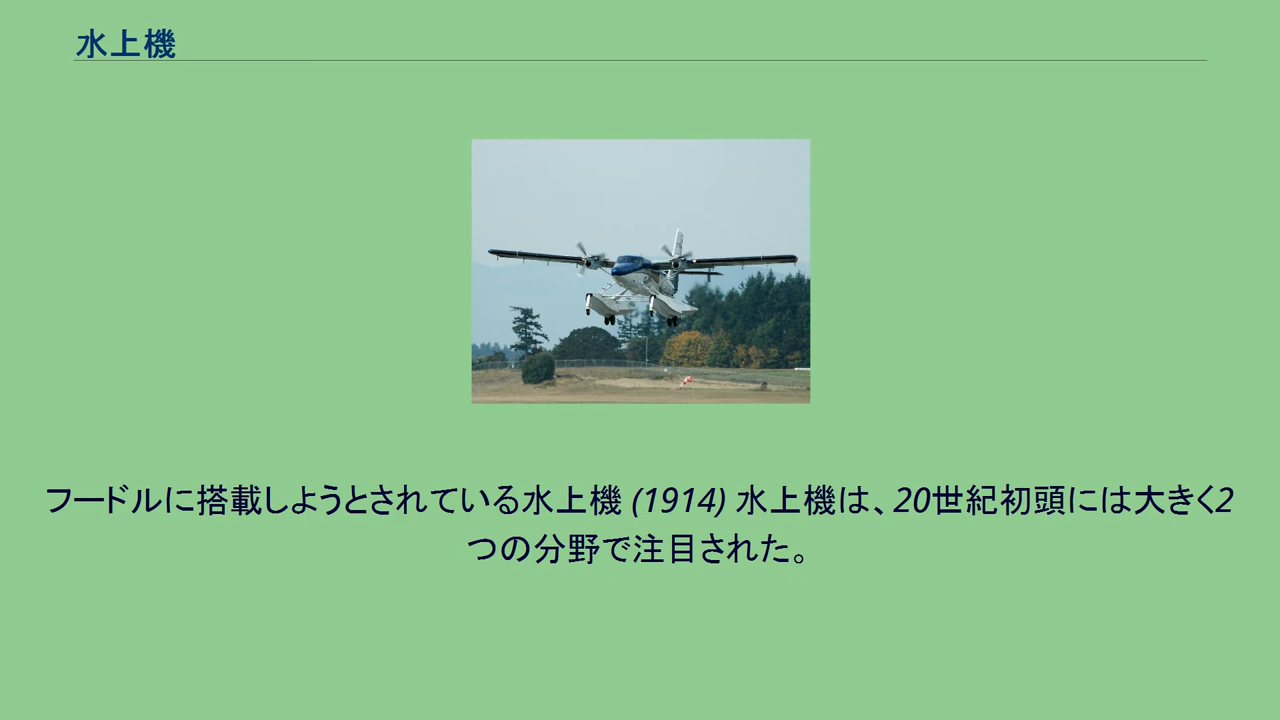 水上機
フードルに搭載しようとされている水上機 (1914) 水上機は、20世紀初頭には大きく2
つの分野で注目された。